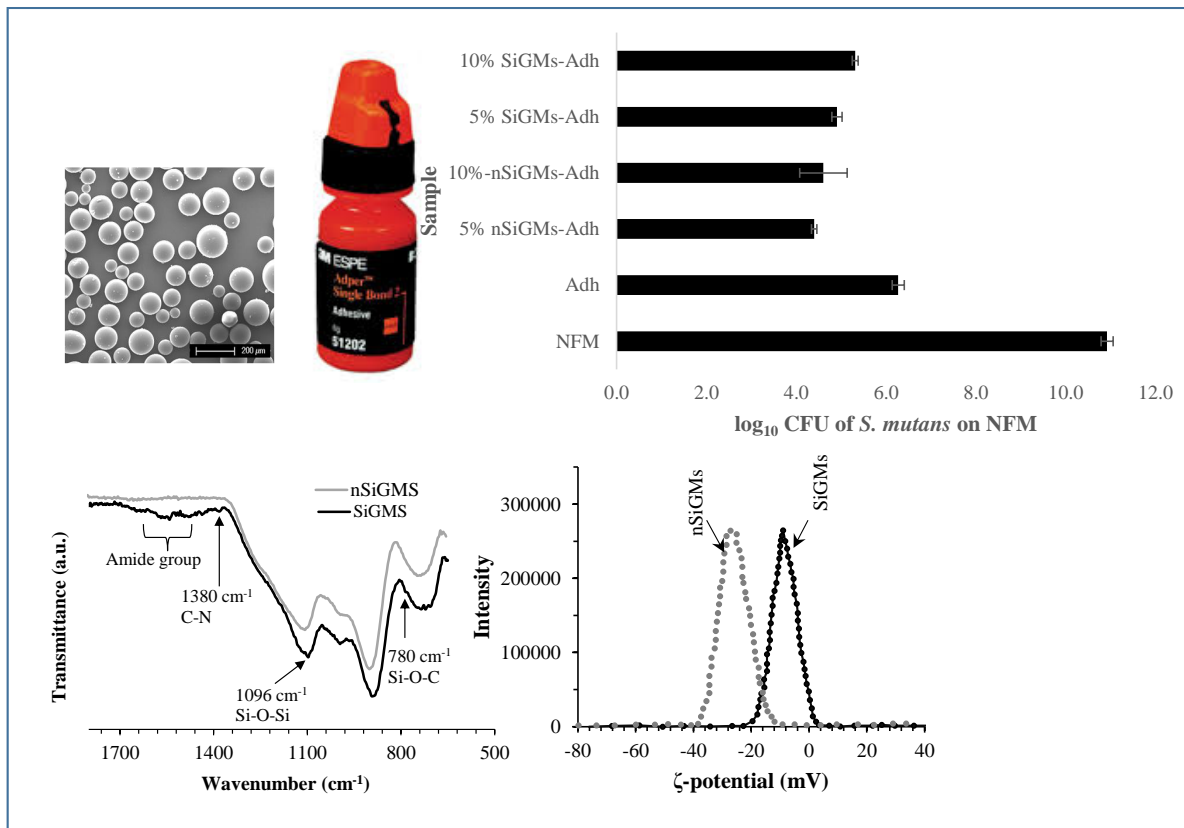 10% SiGMs-Adh
5% SiGMs-Adh
10%-nSiGMs-Adh
5% nSiGMs-Adh
Adh
NFM
Sample
0.0 2.0 4.0 6.0 8.0 10.0 12.0
log₁₀ CFU of S. mutans on NFM
200 µm
3M ESPE
Adper™
Single Bond 2
Adhesive
6g
51202
nSiGMS
SiGMS
Amide group
1380 cm⁻¹
C-N
1096 cm⁻¹
Si-O-Si
780 cm⁻¹
Si-O-C
Transmittance (a.u.)
1700 1400 1100 800 500
Wavenumber (cm⁻¹)
nSiGMs
SiGMs
Intensity
300000
200000
100000
0
-80 -60 -40 -20 0 20 40
ζ-potential (mV)